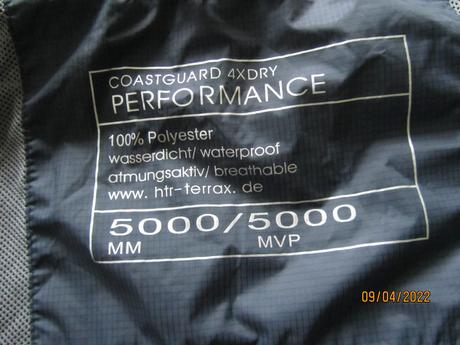 COASTGUARD 4XDRY
PERFORMANCE
100% Polyester
wasserdicht/ waterproof
atmungsaktiv/ breathable
www. htr-terrax. de
5000/5000
MM MVP
09/04/2022